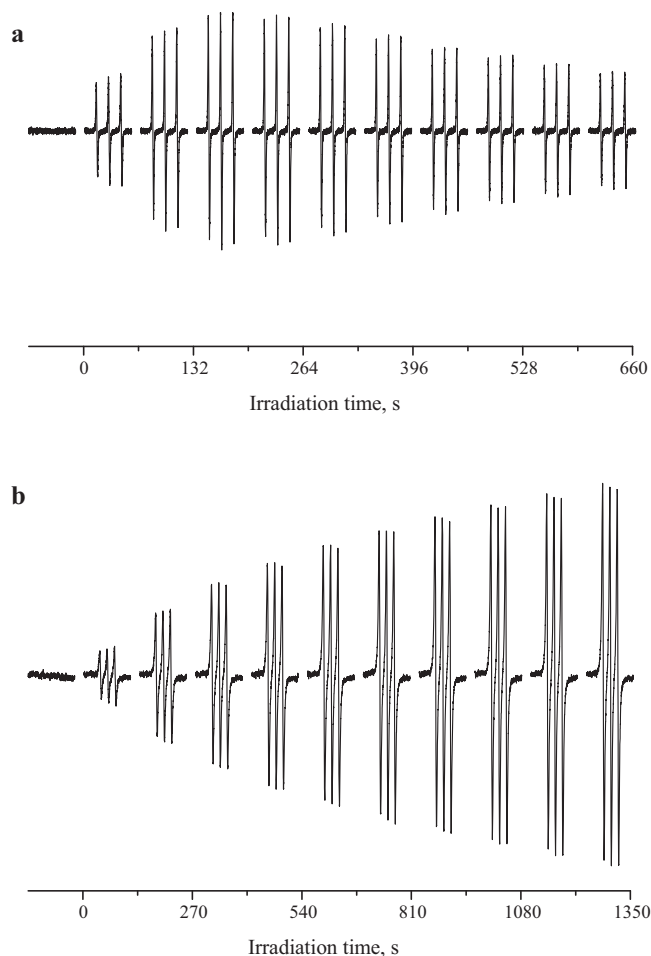 a
0 132 264 396 528 660
Irradiation time, s
b
0 270 540 810 1080 1350
Irradiation time, s